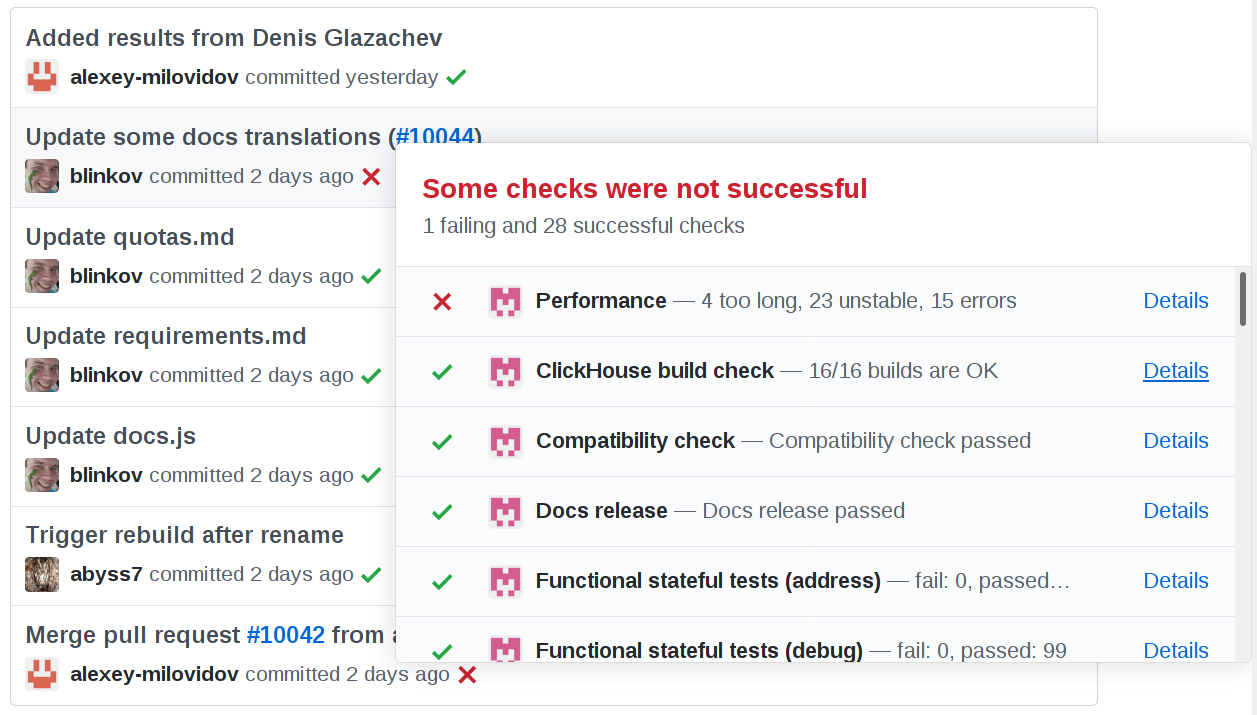 Added results from Denis Glazachev
alexey-milovidov committed yesterday
Update some docs translations (#10044)
blinkov committed 2 days ago
Update quotas.md
blinkov committed 2 days ago
Update requirements.md
blinkov committed 2 days ago
Update docs.js
blinkov committed 2 days ago
Trigger rebuild after rename
abyss7 committed 2 days ago
Merge pull request #10042 from
alexey-milovidov committed 2 days ago
Some checks were not successful
1 failing and 28 successful checks
Performance — 4 too long, 23 unstable, 15 errors Details
ClickHouse build check — 16/16 builds are OK Details
Compatibility check — Compatibility check passed Details
Docs release — Docs release passed Details
Functional stateful tests (address) — fail: 0, passed… Details
Functional stateful tests (debug) — fail: 0, passed: 99 Details